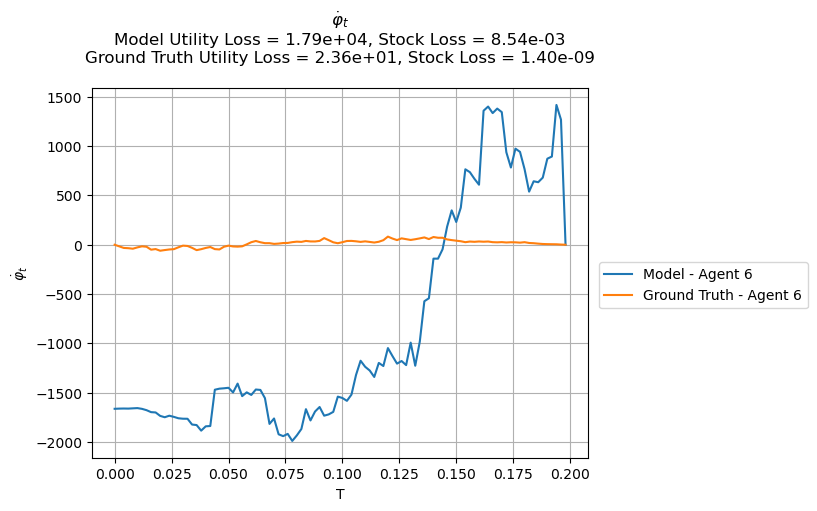 φ̇ₜ
Model Utility Loss = 1.79e+04, Stock Loss = 8.54e-03
Ground Truth Utility Loss = 2.36e+01, Stock Loss = 1.40e-09
1500
1000
500
0
−500
−1000
−1500
−2000
φ̇ₜ
0.000 0.025 0.050 0.075 0.100 0.125 0.150 0.175 0.200
T
Model - Agent 6
Ground Truth - Agent 6